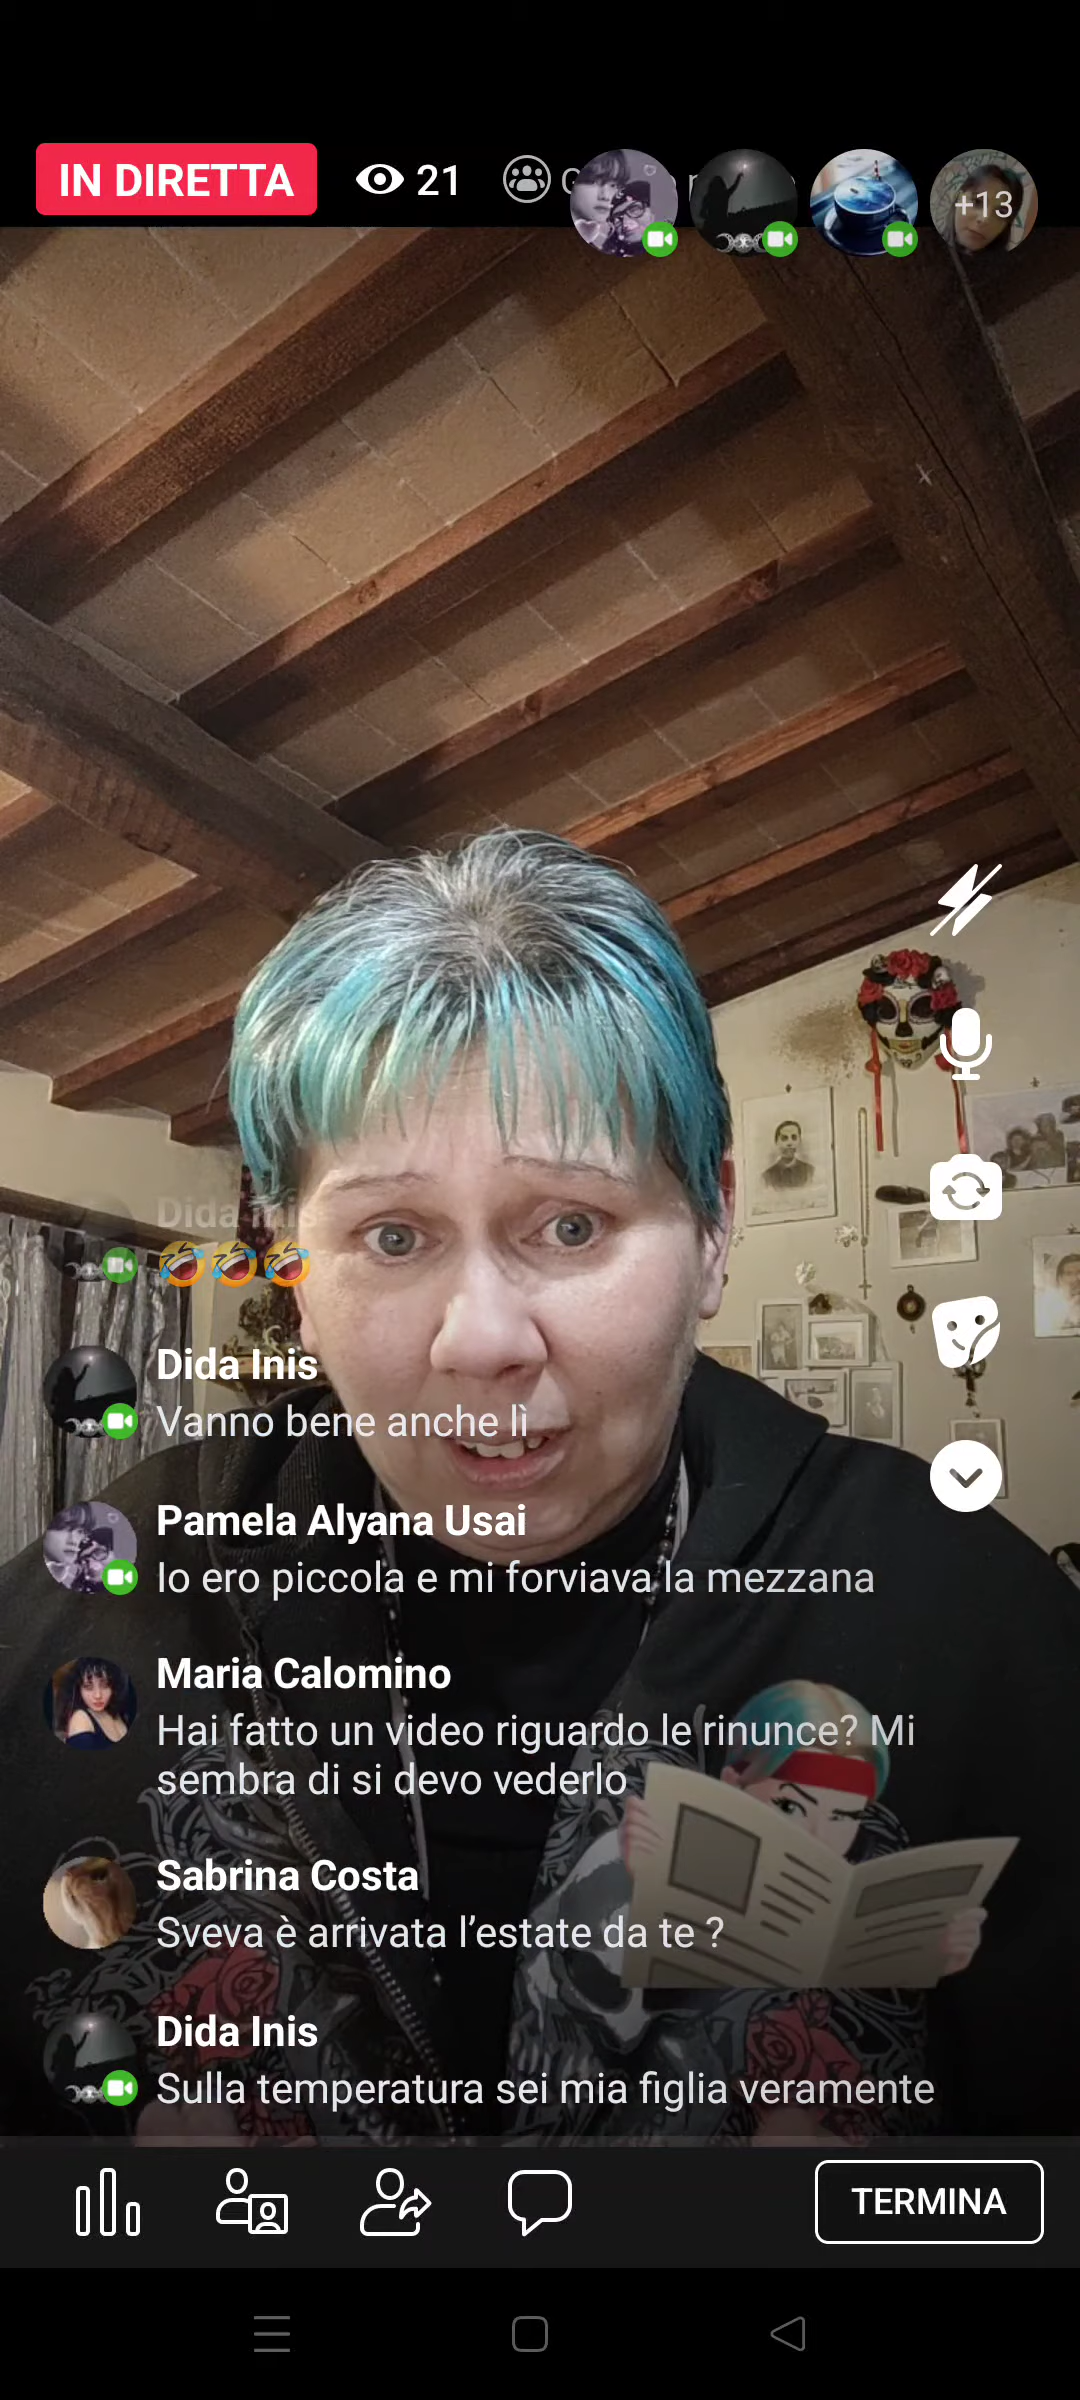 IN DIRETTA
21
+13
Dida Inis
🤣🤣🤣
Dida Inis
Vanno bene anche lì
Pamela Alyana Usai
Io ero piccola e mi forviava la mezzana
Maria Calomino
Hai fatto un video riguardo le rinunce? Mi
sembra di si devo vederlo
Sabrina Costa
Sveva è arrivata l’estate da te ?
Dida Inis
Sulla temperatura sei mia figlia veramente
TERMINA